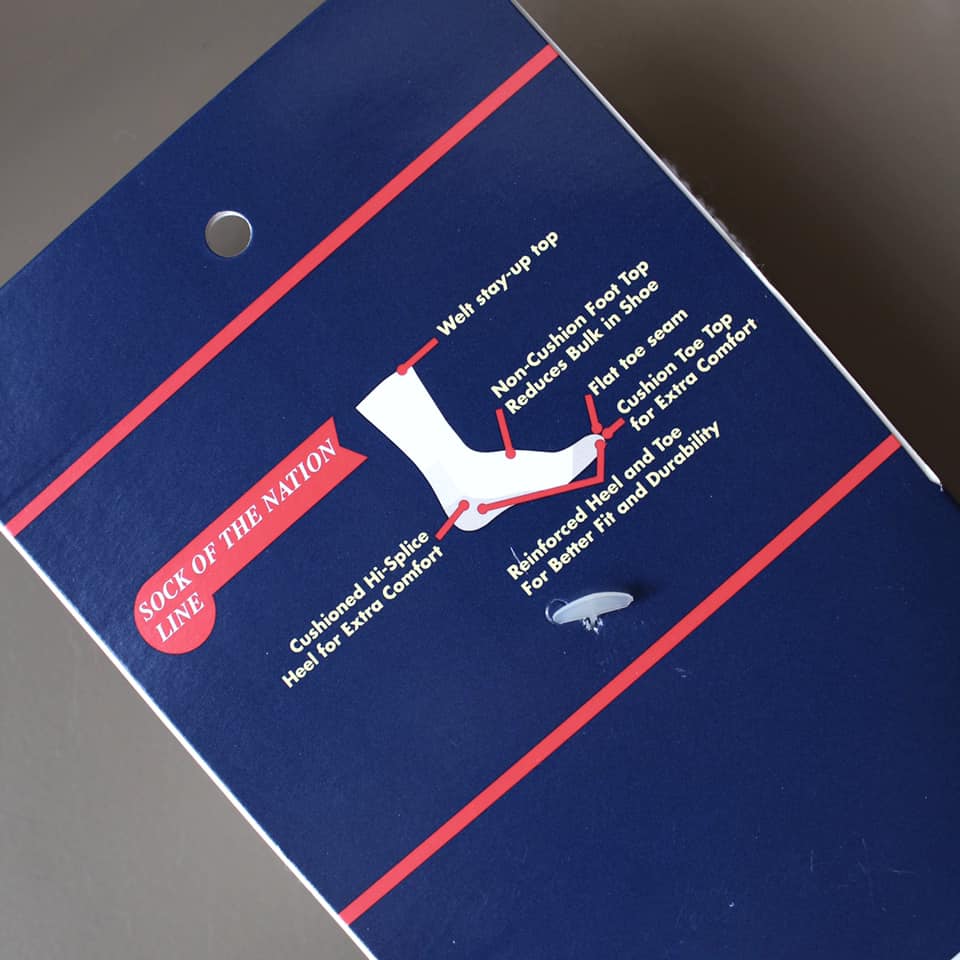 Welt stay-up top
Non-Cushion Foot Top
Reduces Bulk in Shoe
Flat toe seam
Cushion Toe Top
for Extra Comfort
Reinforced Heel and Toe
For Better Fit and Durability
SOCK OF THE NATION
LINE
Cushioned Hi-Splice
Heel for Extra Comfort